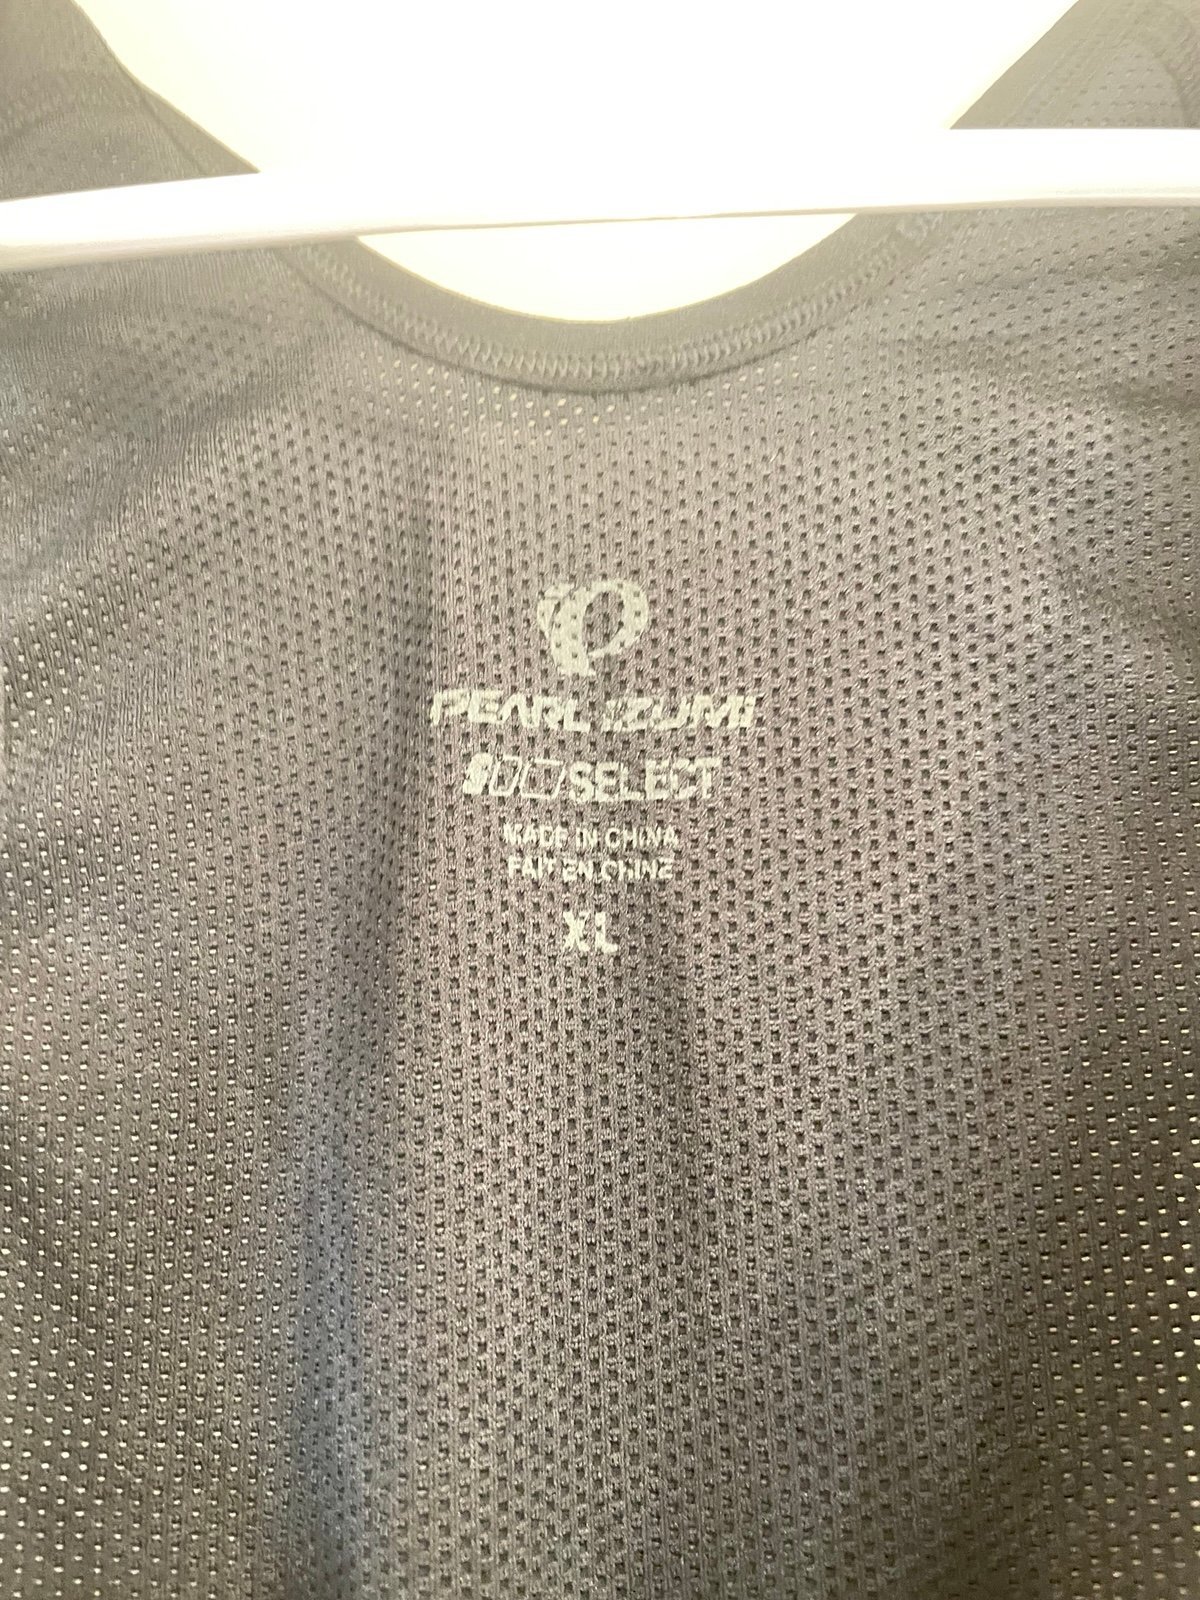 PEARL IZUMI
SELECT
MADE IN CHINA
FAIT EN CHINE
XL